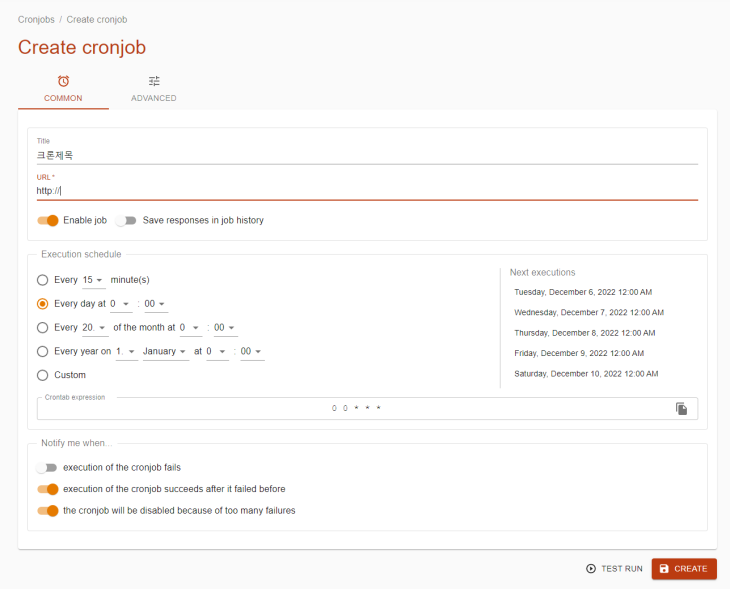 Cronjobs / Create cronjob
Create cronjob
COMMON ADVANCED
Title
크론제목
URL *
http://
Enable job Save responses in job history
Execution schedule
Every 15 minute(s)
Every day at 0 : 00
Every 20. of the month at 0 : 00
Every year on 1. January at 0 : 00
Custom
Next executions
Tuesday, December 6, 2022 12:00 AM
Wednesday, December 7, 2022 12:00 AM
Thursday, December 8, 2022 12:00 AM
Friday, December 9, 2022 12:00 AM
Saturday, December 10, 2022 12:00 AM
Crontab expression
0 0 * * *
Notify me when...
execution of the cronjob fails
execution of the cronjob succeeds after it failed before
the cronjob will be disabled because of too many failures
TEST RUN CREATE